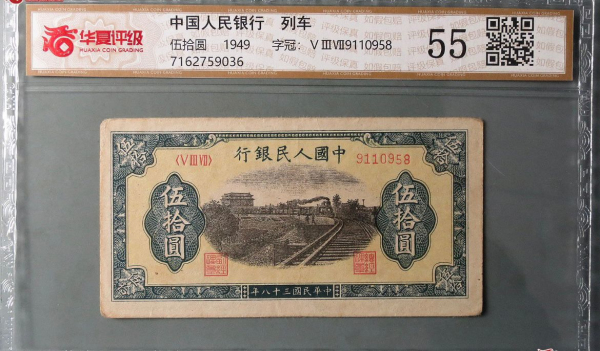 华夏评级
HUAXIA COIN GRADING
中国人民银行 列车
伍拾圆 1949 字冠:VⅢⅦ9110958
7162759036
55
行銀民人國中
〈VⅢⅦ〉 9110958
伍拾圓
伍拾圓
年八十三國民華中